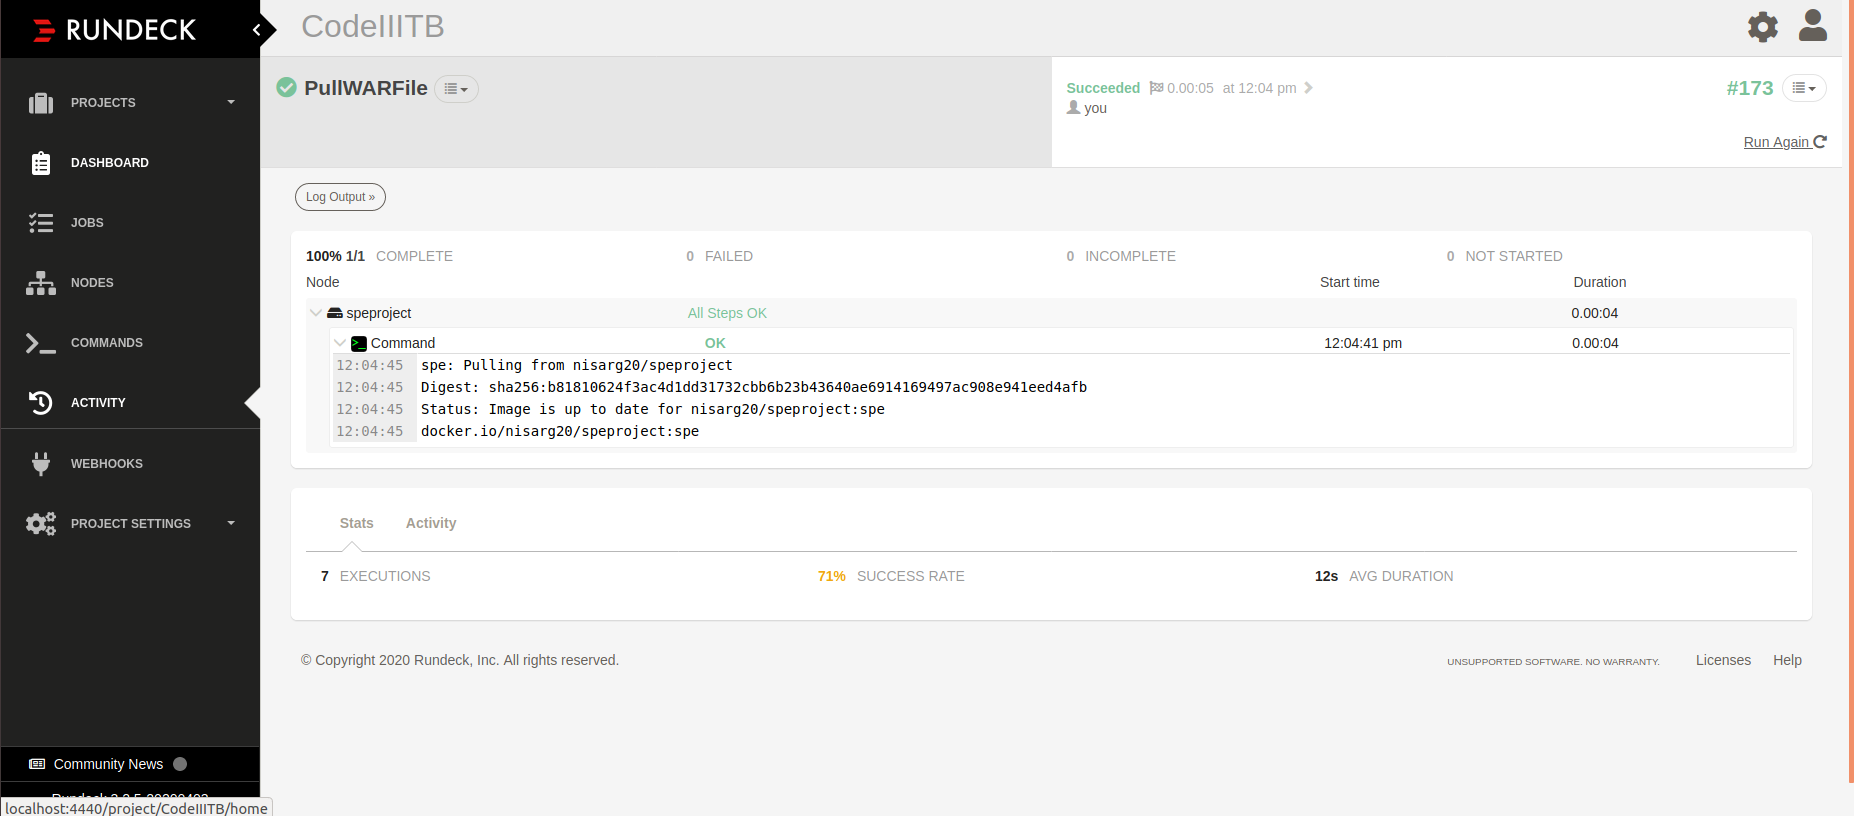 RUNDECK
CodeIIITB
PROJECTS
DASHBOARD
JOBS
NODES
COMMANDS
ACTIVITY
WEBHOOKS
PROJECT SETTINGS
Community News
localhost:4440/project/CodeIIITB/home
PullWARFile
Succeeded 0.00:05 at 12:04 pm
you
#173
Run Again
Log Output »
100% 1/1 COMPLETE 0 FAILED 0 INCOMPLETE 0 NOT STARTED
Node Start time Duration
speproject All Steps OK 0.00:04
Command OK 12:04:41 pm 0.00:04
12:04:45 spe: Pulling from nisarg20/speproject
12:04:45 Digest: sha256:b81810624f3ac4d1dd31732cbb6b23b43640ae6914169497ac908e941eed4afb
12:04:45 Status: Image is up to date for nisarg20/speproject:spe
12:04:45 docker.io/nisarg20/speproject:spe
Stats Activity
7 EXECUTIONS 71% SUCCESS RATE 12s AVG DURATION
© Copyright 2020 Rundeck, Inc. All rights reserved.
UNSUPPORTED SOFTWARE. NO WARRANTY. Licenses Help